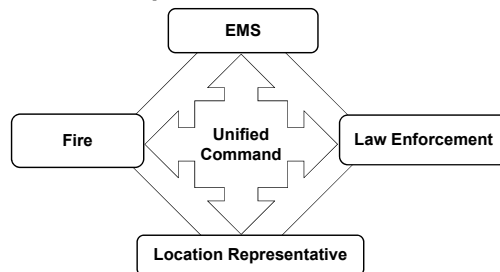 EMS
Fire
Unified
Command
Law Enforcement
Location Representative